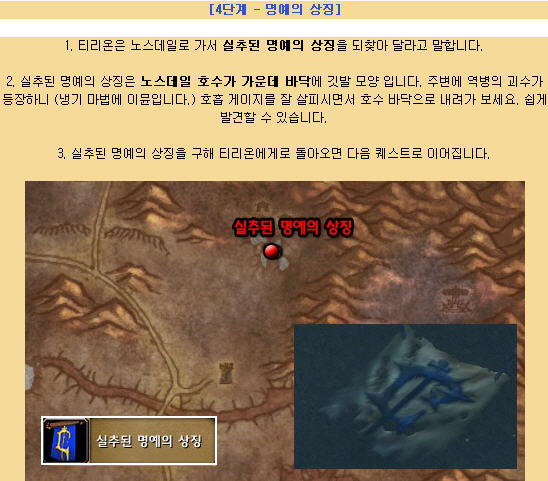 [4단계 - 명예의 상징]
1. 티리온은 노스데일로 가서 실추된 명예의 상징을 되찾아 달라고 말합니다.
2. 실추된 명예의 상징은 노스데일 호수가 가운데 바닥에 깃발 모양 입니다. 주변에 역병의 괴수가
등장하니 (냉기 마법에 이뮨입니다.) 호흡 게이지를 잘 살피시면서 호수 바닥으로 내려가 보세요. 쉽게
발견할 수 있습니다.
3. 실추된 명예의 상징을 구해 티리온에게로 돌아오면 다음 퀘스트로 이어집니다.
실추된 명예의 상징
실추된 명예의 상징